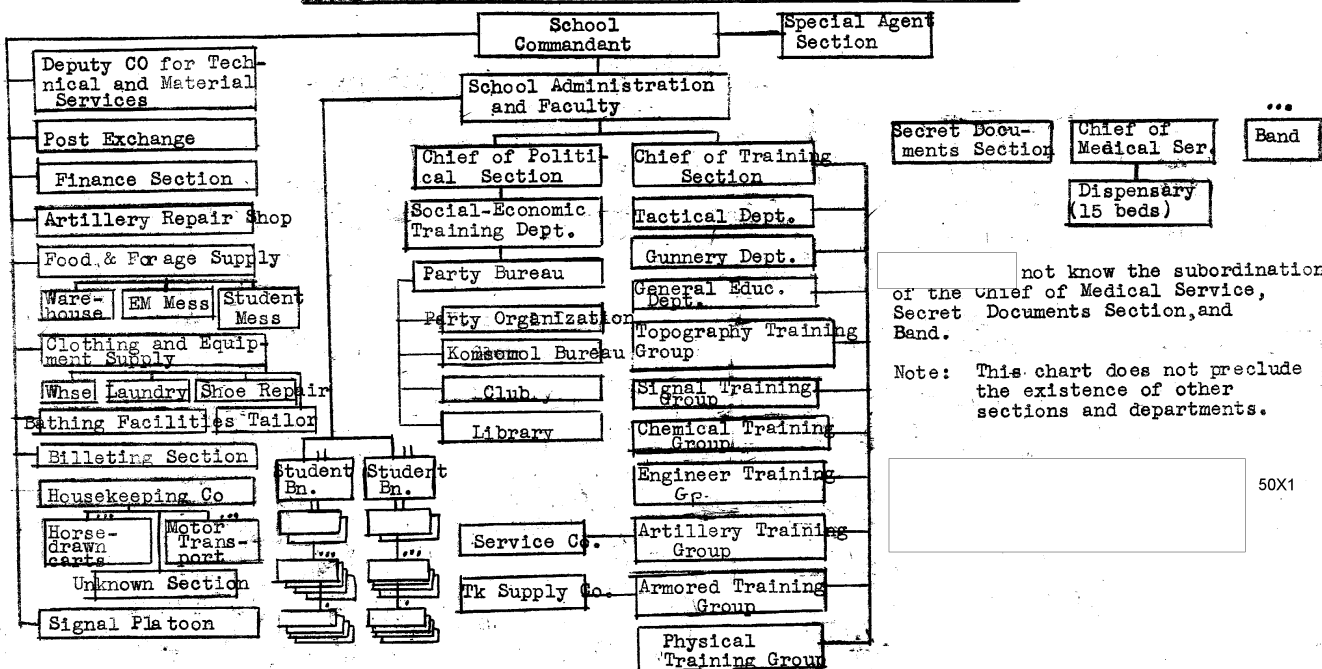 School
Commandant
Special Agent
Section
Deputy CO for Tech-
nical and Material
Services
Post Exchange
Finance Section
Artillery Repair Shop
Food & Forage Supply
Ware-
house
EM Mess
Student
Mess
Clothing and Equip-
ment Supply
Whse
Laundry
Shoe Repair
Bathing Facilities
Tailor
Billeting Section
Housekeeping Co
Horse-
drawn
carts
Motor
Trans-
port
Unknown Section
Signal Platoon
School Administration
and Faculty
Student
Bn.
Student
Bn.
Chief of Politi-
cal Section
Social-Economic
Training Dept.
Party Bureau
Party Organization
Komsomol Bureau
Club
Library
Chief of Training
Section
Tactical Dept.
Gunnery Dept.
General Educ.
Dept.
Topography Training
Group
Signal Training
Group
Chemical Training
Group
Engineer Training
Gp.
Service Co.
Artillery Training
Group
Tk Supply Co.
Armored Training
Group
Physical
Training Group
Secret Docu-
ments Section
Chief of
Medical Ser.
Band
Dispensary
(15 beds)
not know the subordination
of the Chief of Medical Service,
Secret Documents Section, and
Band.
Note: This chart does not preclude
the existence of other
sections and departments.
50X1